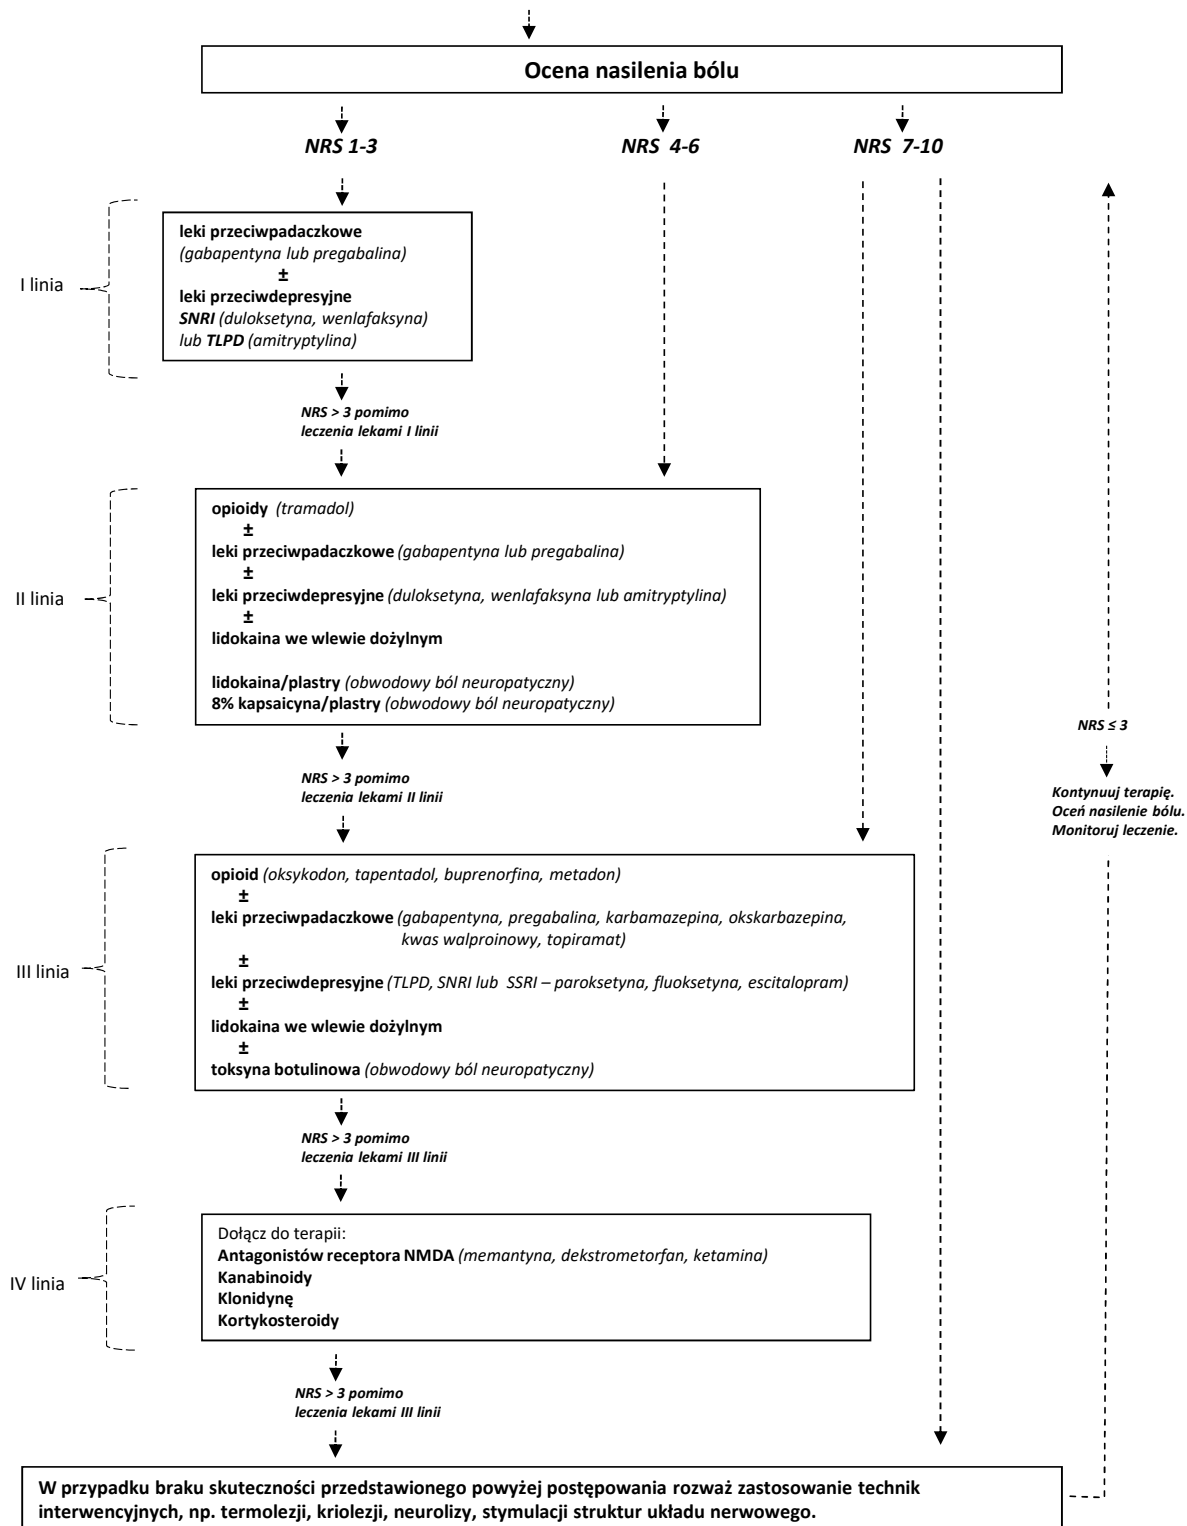 Ocena nasilenia bólu
NRS 1-3
NRS 4-6
NRS 7-10
I linia
leki przeciwpadaczkowe
(gabapentyna lub pregabalina)
±
leki przeciwdepresyjne
SNRI (duloksetyna, wenlafaksyna)
lub TLPD (amitryptylina)
NRS > 3 pomimo
leczenia lekami I linii
II linia
opioidy (tramadol)
±
leki przeciwpadaczkowe (gabapentyna lub pregabalina)
±
leki przeciwdepresyjne (duloksetyna, wenlafaksyna lub amitryptylina)
±
lidokaina we wlewie dożylnym
lidokaina/plastry (obwodowy ból neuropatyczny)
8% kapsaicyna/plastry (obwodowy ból neuropatyczny)
NRS > 3 pomimo
leczenia lekami II linii
NRS ≤ 3
Kontynuuj terapię.
Oceń nasilenie bólu.
Monitoruj leczenie.
III linia
opioid (oksykodon, tapentadol, buprenorfina, metadon)
±
leki przeciwpadaczkowe (gabapentyna, pregabalina, karbamazepina, okskarbazepina,
kwas walproinowy, topiramat)
±
leki przeciwdepresyjne (TLPD, SNRI lub SSRI – paroksetyna, fluoksetyna, escitalopram)
±
lidokaina we wlewie dożylnym
±
toksyna botulinowa (obwodowy ból neuropatyczny)
NRS > 3 pomimo
leczenia lekami III linii
IV linia
Dołącz do terapii:
Antagonistów receptora NMDA (memantyna, dekstrometorfan, ketamina)
Kanabinoidy
Klonidynę
Kortykosteroidy
NRS > 3 pomimo
leczenia lekami III linii
W przypadku braku skuteczności przedstawionego powyżej postępowania rozważ zastosowanie technik
interwencyjnych, np. termolezji, kriolezji, neurolizy, stymulacji struktur układu nerwowego.